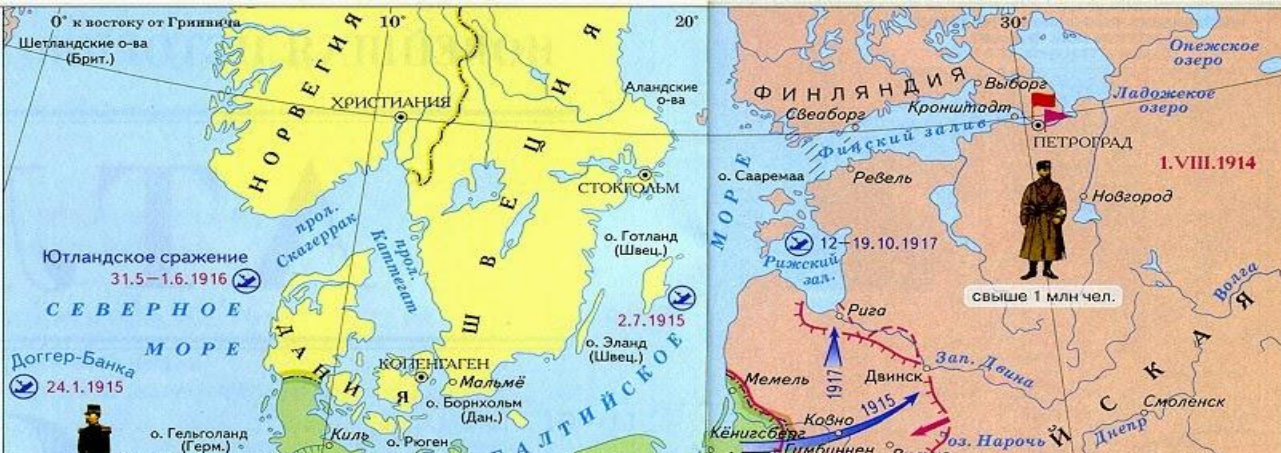 0° к востоку от Гринвича
10°
20°
30°
Шетландские о-ва
(Брит.)
НОРВЕГИЯ
ХРИСТИАНИЯ
ШВЕЦИЯ
Аландские
о-ва
СТОКГОЛЬМ
ФИНЛЯНДИЯ
Выборг
Свеаборг
Кронштадт
Финский залив
ПЕТРОГРАД
Онежское
озеро
Ладожское
озеро
1.VIII.1914
о. Сааремаа
Ревель
Новгород
МОРЕ
прол.
Скагеррак
прол.
Каттегат
о. Готланд
(Швец.)
12–19.10.1917
Рижский
зал.
Ютландское сражение
31.5–1.6.1916
СЕВЕРНОЕ
МОРЕ
2.7.1915
свыше 1 млн чел.
Волга
Рига
о. Эланд
(Швец.)
ДАНИЯ
КОПЕНГАГЕН
Мальмё
Доггер-Банка
24.1.1915
о. Борнхольм
(Дан.)
БАЛТИЙСКОЕ
Мемель
1917
Двинск
Зап. Двина
1915
Ковно
Кёнигсберг
Гумбиннен
оз. Нарочь
Смоленск
Днепр
ЙСКАЯ
о. Гельголанд
(Герм.)
Киль
о. Рюген